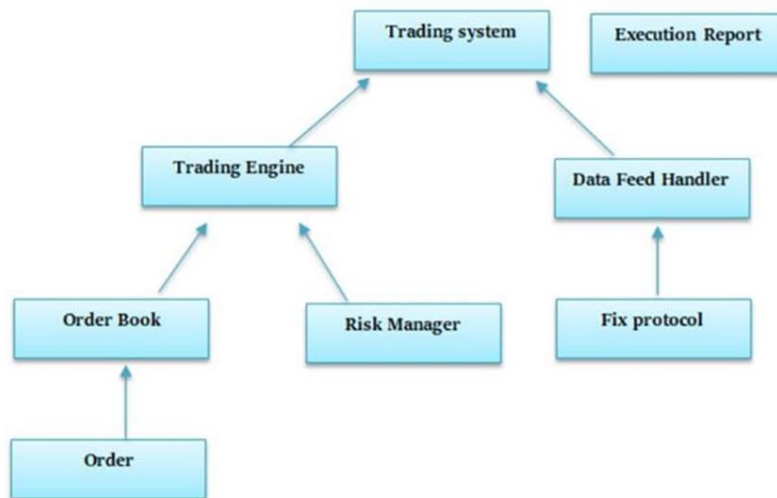 Trading system
Execution Report
Trading Engine
Data Feed Handler
Order Book
Risk Manager
Fix protocol
Order